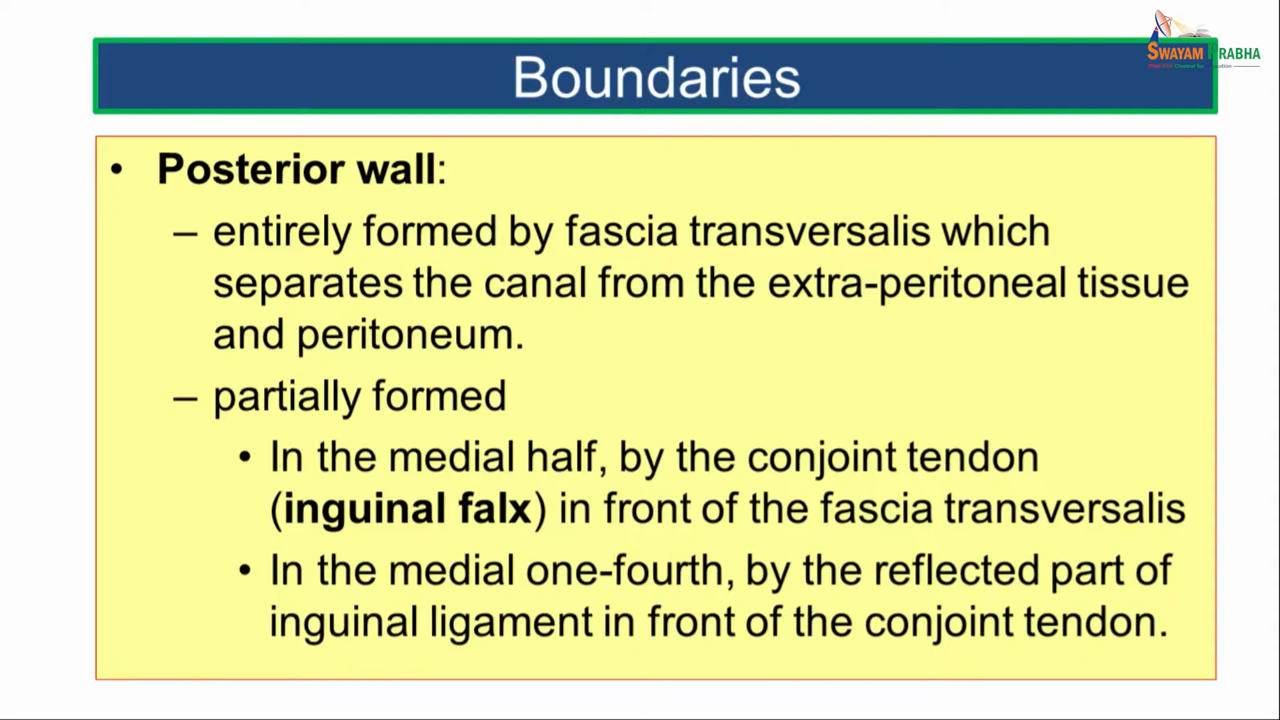 SWAYAM PRABHA
Boundaries
• Posterior wall:
– entirely formed by fascia transversalis which
separates the canal from the extra-peritoneal tissue
and peritoneum.
– partially formed
• In the medial half, by the conjoint tendon
(inguinal falx) in front of the fascia transversalis
• In the medial one-fourth, by the reflected part of
inguinal ligament in front of the conjoint tendon.